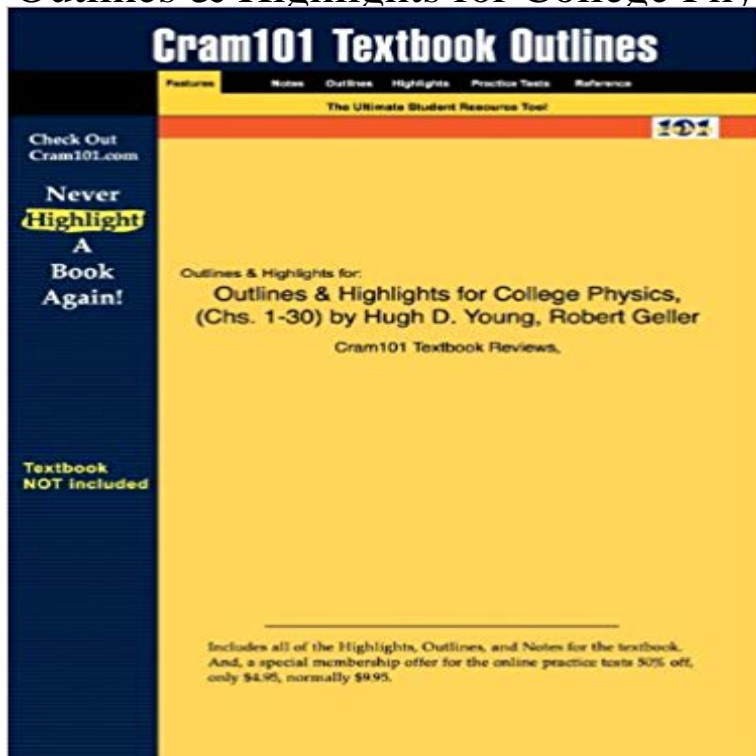 Cram101 Textbook Outlines
Features Notes Outlines Highlights Practice Tests Reference
The Ultimate Student Resource Tool
101
Check Out
Cram101.com
Never
Highlight
A
Book
Again!
Outlines & Highlights for:
Outlines & Highlights for College Physics,
(Chs. 1-30) by Hugh D. Young, Robert Geller
Cram101 Textbook Reviews,
Textbook
NOT included
Includes all of the Highlights, Outlines, and Notes for the textbook.
And, a special membership offer for the online practice tests 50% off,
only $4.95, normally $9.95.